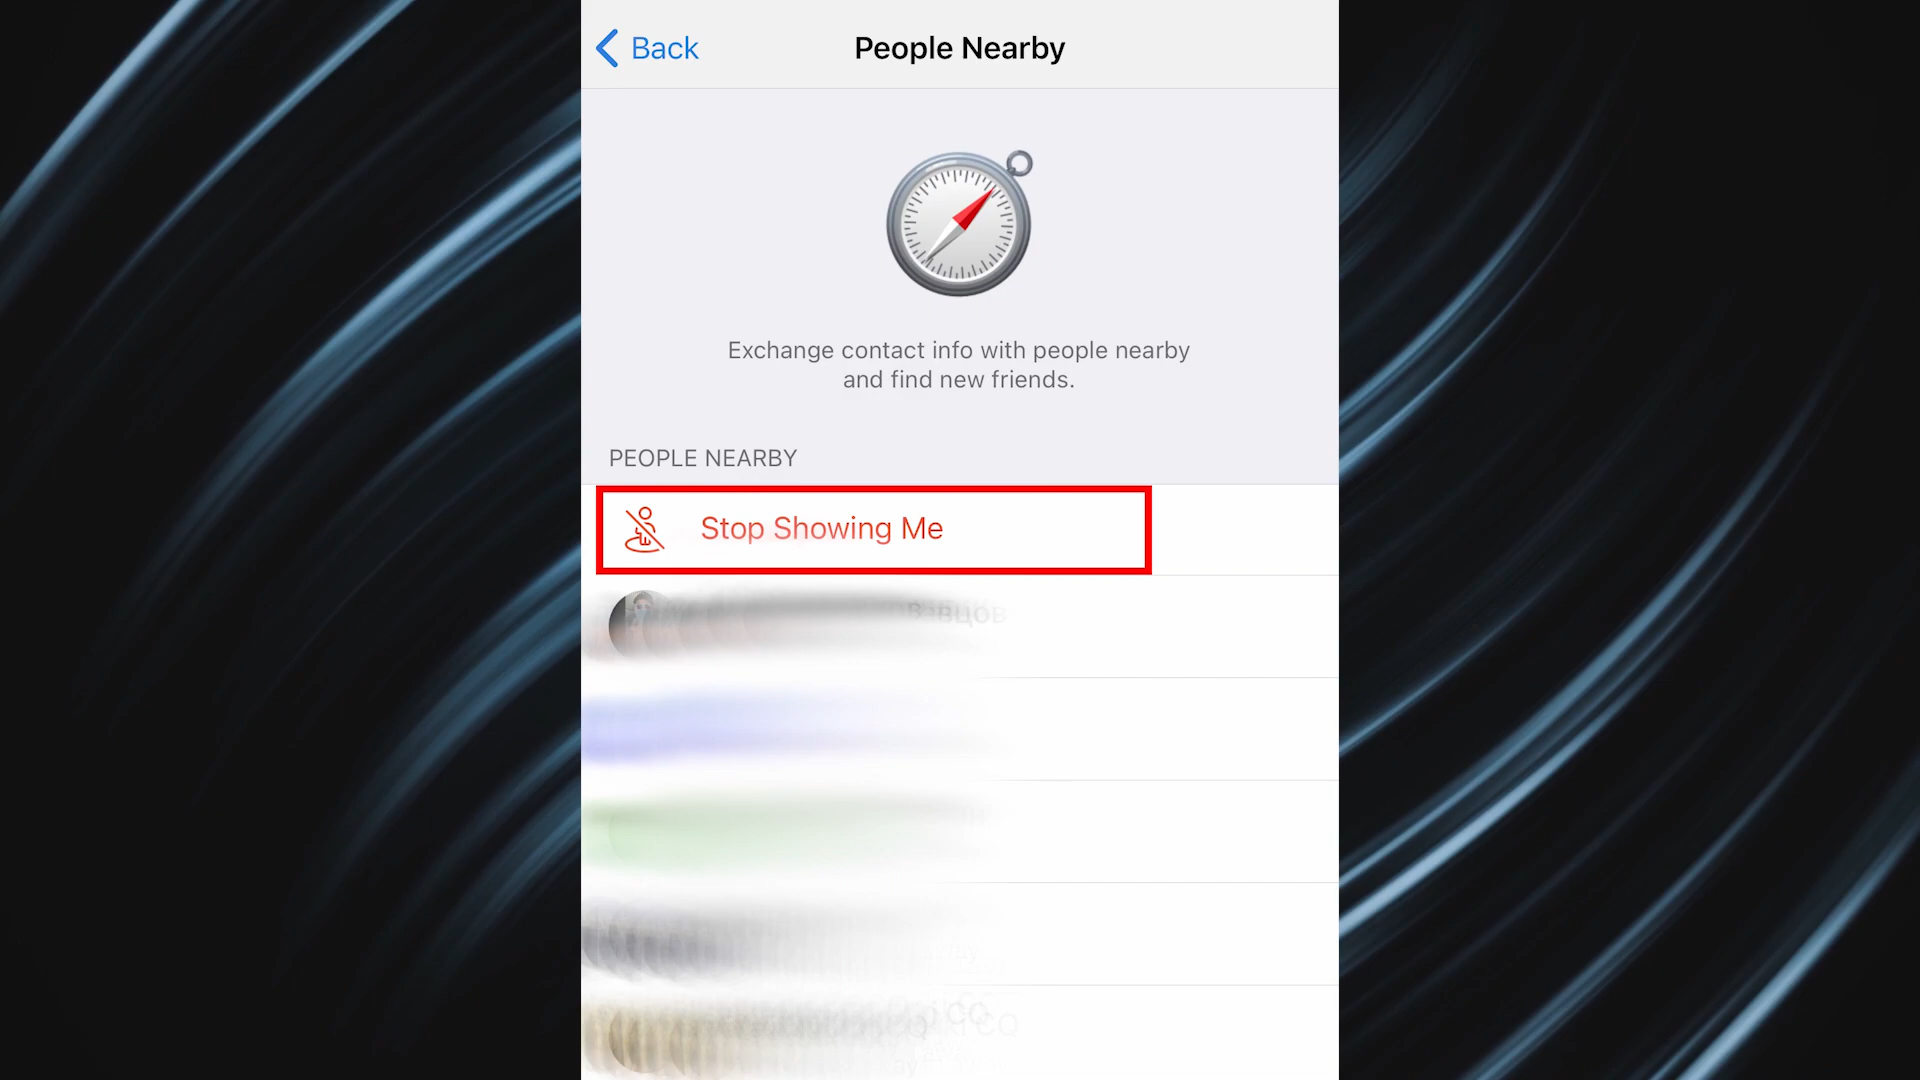 Back
People Nearby
Exchange contact info with people nearby
and find new friends.
PEOPLE NEARBY
Stop Showing Me